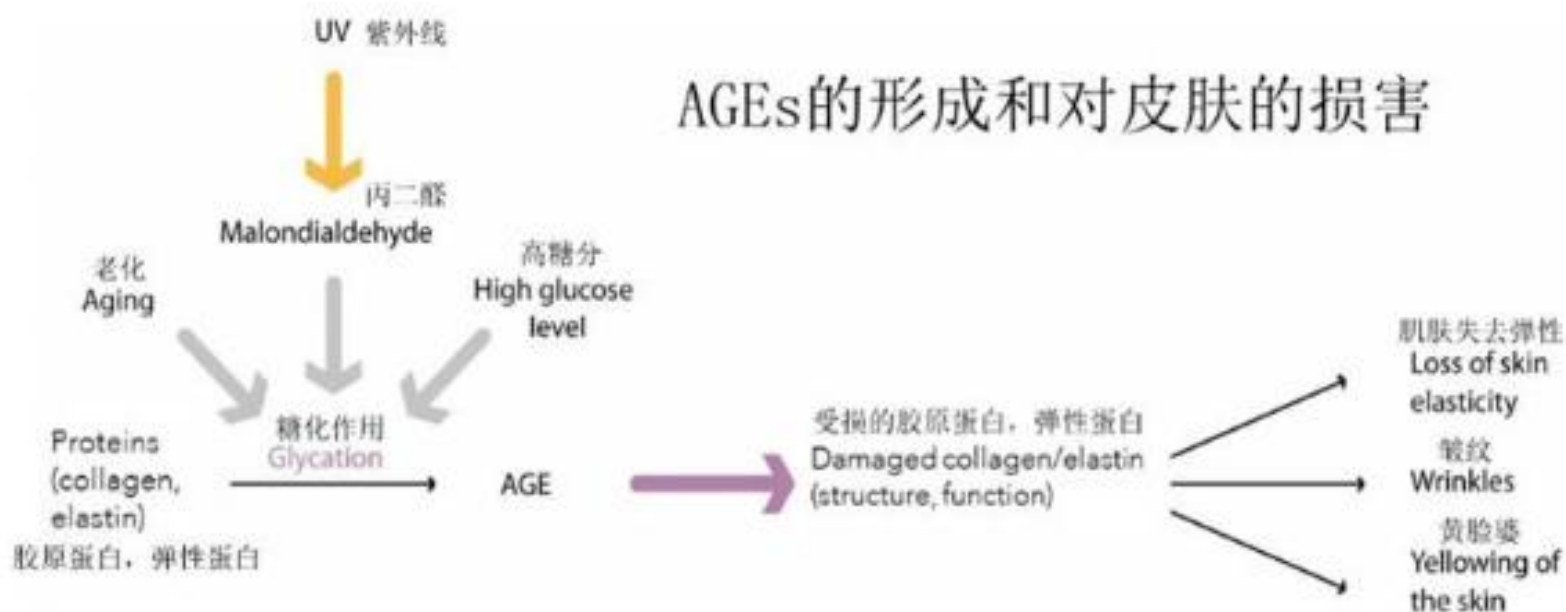 UV 紫外线
AGEs的形成和对皮肤的损害
丙二醛
Malondialdehyde
老化
Aging
高糖分
High glucose
level
糖化作用
Glycation
Proteins
(collagen,
elastin)
胶原蛋白，弹性蛋白
AGE
受损的胶原蛋白，弹性蛋白
Damaged collagen/elastin
(structure, function)
肌肤失去弹性
Loss of skin
elasticity
皱纹
Wrinkles
黄脸婆
Yellowing of
the skin